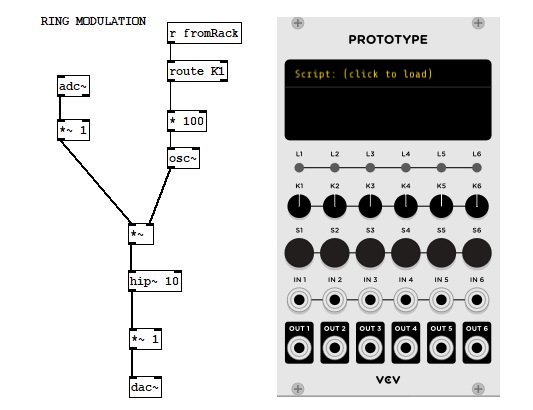 RING MODULATION
r fromRack
route K1
adc~
* 100
*~ 1
osc~
*~
hip~ 10
*~ 1
dac~
PROTOTYPE
Script: (click to load)
L1 L2 L3 L4 L5 L6
K1 K2 K3 K4 K5 K6
S1 S2 S3 S4 S5 S6
IN 1 IN 2 IN 3 IN 4 IN 5 IN 6
OUT 1 OUT 2 OUT 3 OUT 4 OUT 5 OUT 6
VCV